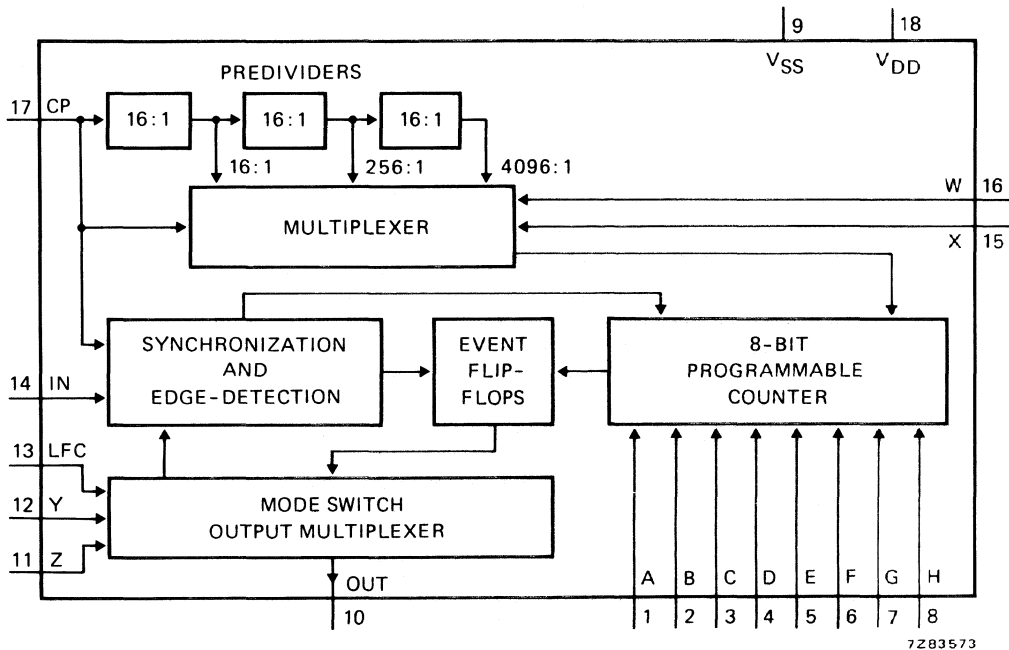 9 18
VSS VDD
PREDIVIDERS
17 CP
16:1 16:1 16:1
16:1 256:1 4096:1
W 16
MULTIPLEXER
X 15
SYNCHRONIZATION
AND
EDGE-DETECTION
EVENT
FLIP-
FLOPS
8-BIT
PROGRAMMABLE
COUNTER
14 IN
13 LFC
12 Y
11 Z
MODE SWITCH
OUTPUT MULTIPLEXER
OUT
10
A B C D E F G H
1 2 3 4 5 6 7 8
7Z83573